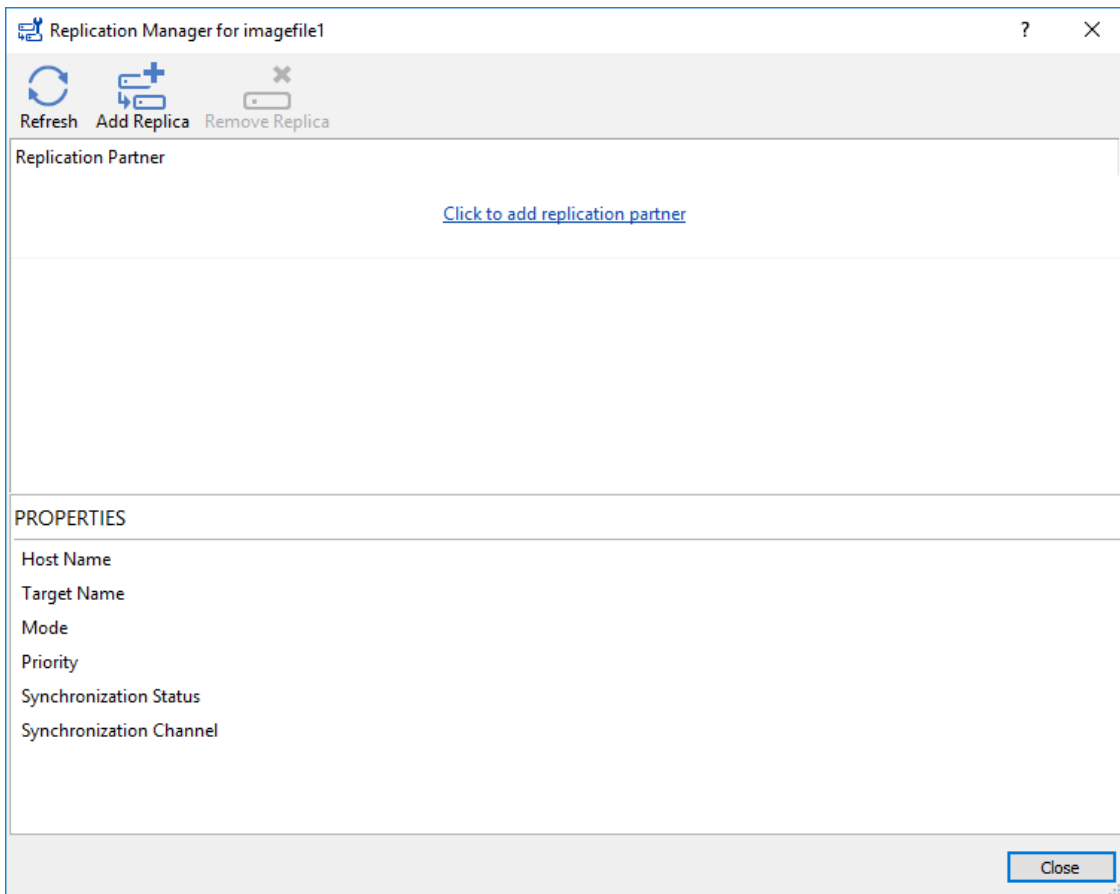 Replication Manager for imagefile1
?
Refresh Add Replica Remove Replica
Replication Partner
Click to add replication partner
PROPERTIES
Host Name
Target Name
Mode
Priority
Synchronization Status
Synchronization Channel
Close